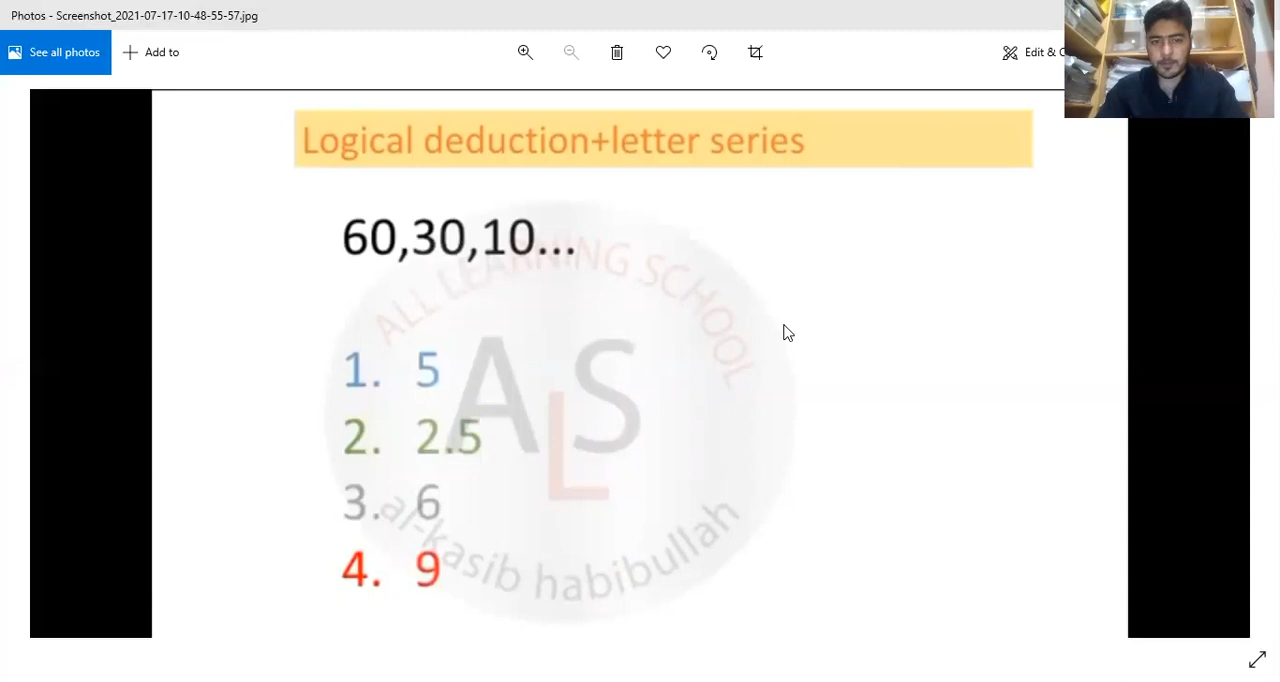 Photos - Screenshot_2021-07-17-10-48-55-57.jpg
See all photos
Add to
Edit & C
Logical deduction+letter series
60,30,10...
ALL LEARNING SCHOOL
1. 5
2. 2.5
3. 6
4. 9
ALS
al-kasib habibullah